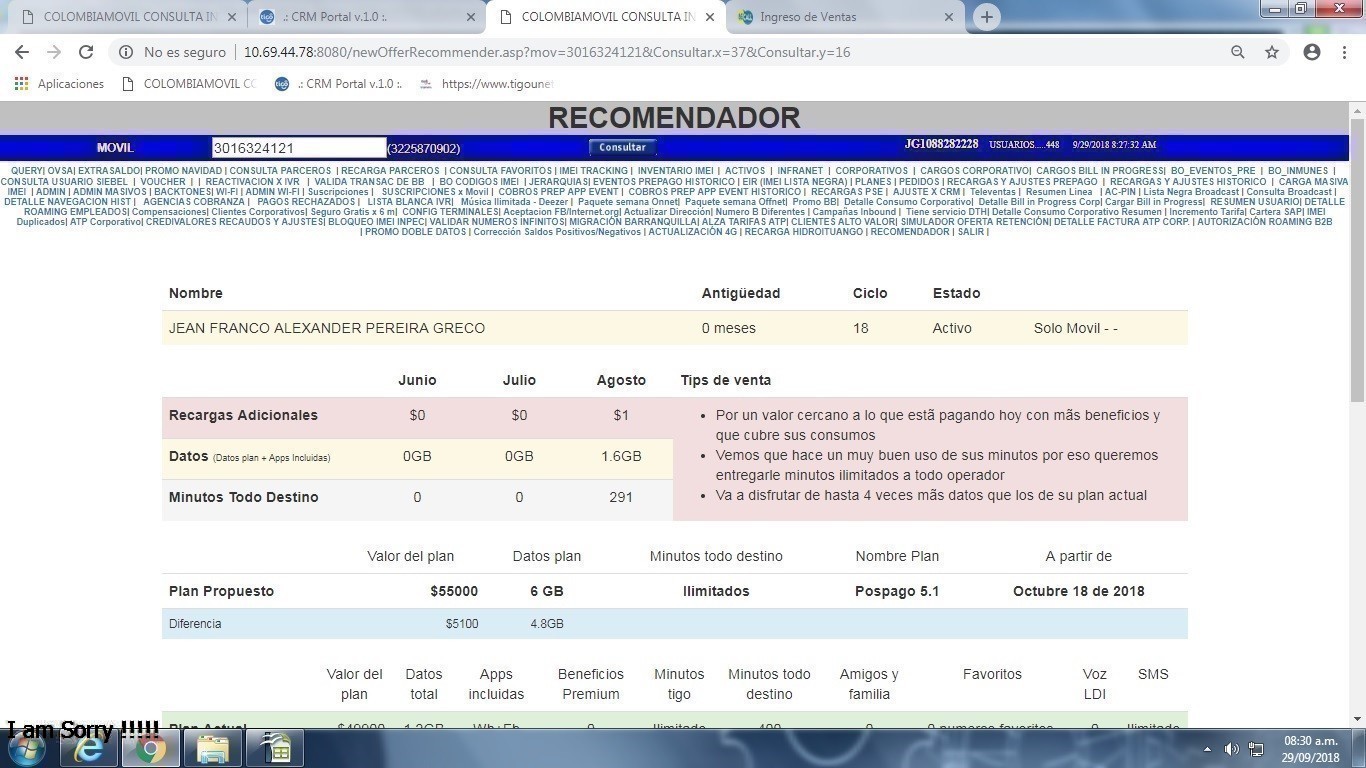 COLOMBIAMOVIL CONSULTA IN
.: CRM Portal v.1.0 :.
COLOMBIAMOVIL CONSULTA IN
Ingreso de Ventas
No es seguro
10.69.44.78:8080/newOfferRecommender.asp?mov=3016324121&Consultar.x=37&Consultar.y=16
Aplicaciones
COLOMBIAMOVIL CO
.: CRM Portal v.1.0 :.
https://www.tigoune
RECOMENDADOR
MOVIL 3016324121 (3225870902) Consultar JG1088282228 USUARIOS.....448 9/29/2018 8:27:32 AM
QUERY| OVSA| EXTRASALDO| PROMO NAVIDAD | CONSULTA PARCEROS | RECARGA PARCEROS | CONSULTA FAVORITOS | IMEI TRACKING | INVENTARIO IMEI | ACTIVOS | INFRANET | CORPORATIVOS | CARGOS CORPORATIVO| CARGOS BILL IN PROGRESS| BO_EVENTOS_PRE | BO_INMUNES |
CONSULTA USUARIO SIEBEL | VOUCHER | | REACTIVACION X IVR | VALIDA TRANSAC DE BB | BO CODIGOS IMEI | JERARQUIAS| EVENTOS PREPAGO HISTORICO | EIR (IMEI LISTA NEGRA) | PLANES | PEDIDOS | RECARGAS Y AJUSTES PREPAGO | RECARGAS Y AJUSTES HISTORICO | CARGA MASIVA
IMEI | ADMIN | ADMIN MASIVOS | BACKTONES| WI-FI | ADMIN WI-FI | Suscripciones | SUSCRIPCIONES x Movil | COBROS PREP APP EVENT | COBROS PREP APP EVENT HISTORICO | RECARGAS PSE | AJUSTE X CRM | Televentas | Resumen Linea | AC-PIN | Lista Negra Broadcast | Consulta Broadcast |
DETALLE NAVEGACION HIST | AGENCIAS COBRANZA | PAGOS RECHAZADOS | LISTA BLANCA IVR| Música Ilimitada - Deezer | Paquete semana Onnet| Paquete semana Offnet| Promo BB| Detalle Consumo Corporativo| Detalle Bill in Progress Corp| Cargar Bill in Progress| RESUMEN USUARIO| DETALLE
ROAMING EMPLEADOS| Compensaciones| Clientes Corporativos| Seguro Gratis x 6 m| CONFIG TERMINALES| Aceptacion FB/Internet.org| Actualizar Dirección| Numero B Diferentes | Campañas Inbound | Tiene servicio DTH| Detalle Consumo Corporativo Resumen | Incremento Tarifa| Cartera SAP| IMEI
Duplicados| ATP Corporativo| CREDIVALORES RECAUDOS Y AJUSTES| BLOQUEO IMEI INPEC| VALIDAR NUMEROS INFINITOS| MIGRACIÓN BARRANQUILLA| ALZA TARIFAS ATP| CLIENTES ALTO VALOR| SIMULADOR OFERTA RETENCIÓN| DETALLE FACTURA ATP CORP. | AUTORIZACIÓN ROAMING B2B
| PROMO DOBLE DATOS | Corrección Saldos Positivos/Negativos | ACTUALIZACIÓN 4G | RECARGA HIDROITUANGO | RECOMENDADOR | SALIR |
Nombre Antigüedad Ciclo Estado
JEAN FRANCO ALEXANDER PEREIRA GRECO 0 meses 18 Activo Solo Movil - -
Junio Julio Agosto Tips de venta
Recargas Adicionales $0 $0 $1
Datos (Datos plan + Apps Incluidas) 0GB 0GB 1.6GB
Minutos Todo Destino 0 0 291
• Por un valor cercano a lo que estã pagando hoy con mãs beneficios y
que cubre sus consumos
• Vemos que hace un muy buen uso de sus minutos por eso queremos
entregarle minutos ilimitados a todo operador
• Va a disfrutar de hasta 4 veces mãs datos que los de su plan actual
Valor del plan Datos plan Minutos todo destino Nombre Plan A partir de
Plan Propuesto $55000 6 GB Ilimitados Pospago 5.1 Octubre 18 de 2018
Diferencia $5100 4.8GB
Valor del Datos Apps Beneficios Minutos Minutos todo Amigos y Favoritos Voz SMS
plan total incluidas Premium tigo destino familia LDI
Plan Actual $49900 1.2GB Wh+Fb 0 Ilimitado 400 0 0 numeros favoritos 0 Ilimitado
I am Sorry !!!!!
08:30 a.m.
29/09/2018